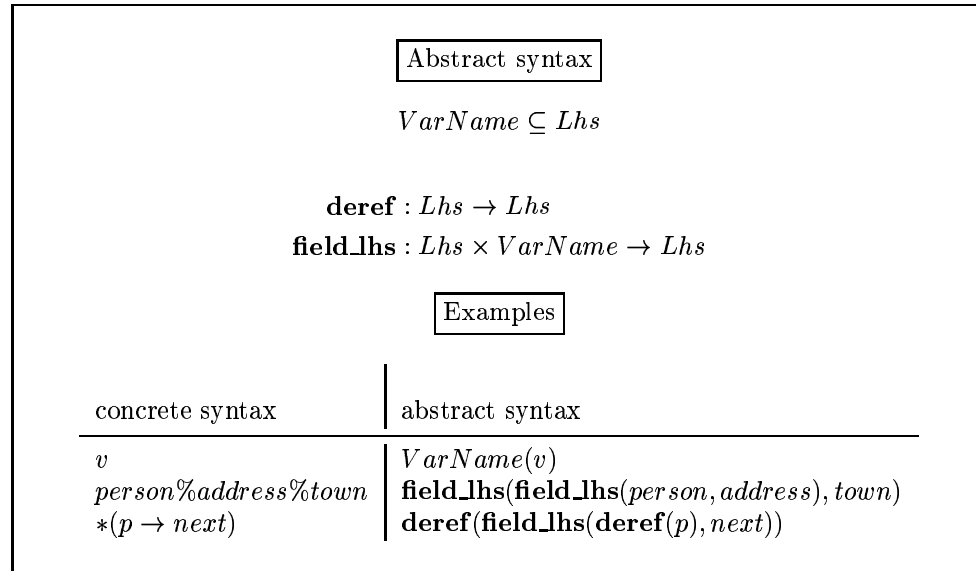 Abstract syntax
VarName ⊆ Lhs
deref : Lhs → Lhs
field_lhs : Lhs × VarName → Lhs
Examples
concrete syntax abstract syntax
v VarName(v)
person%address%town field_lhs(field_lhs(person, address), town)
*(p → next) deref(field_lhs(deref(p), next))